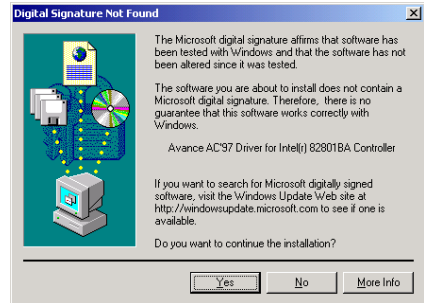 Digital Signature Not Found
The Microsoft digital signature affirms that software has
been tested with Windows and that the software has not
been altered since it was tested.
The software you are about to install does not contain a
Microsoft digital signature. Therefore, there is no
guarantee that this software works correctly with
Windows.
Avance AC'97 Driver for Intel(r) 82801BA Controller
If you want to search for Microsoft digitally signed
software, visit the Windows Update Web site at
http://windowsupdate.microsoft.com to see if one is
available.
Do you want to continue the installation?
Yes
No
More Info